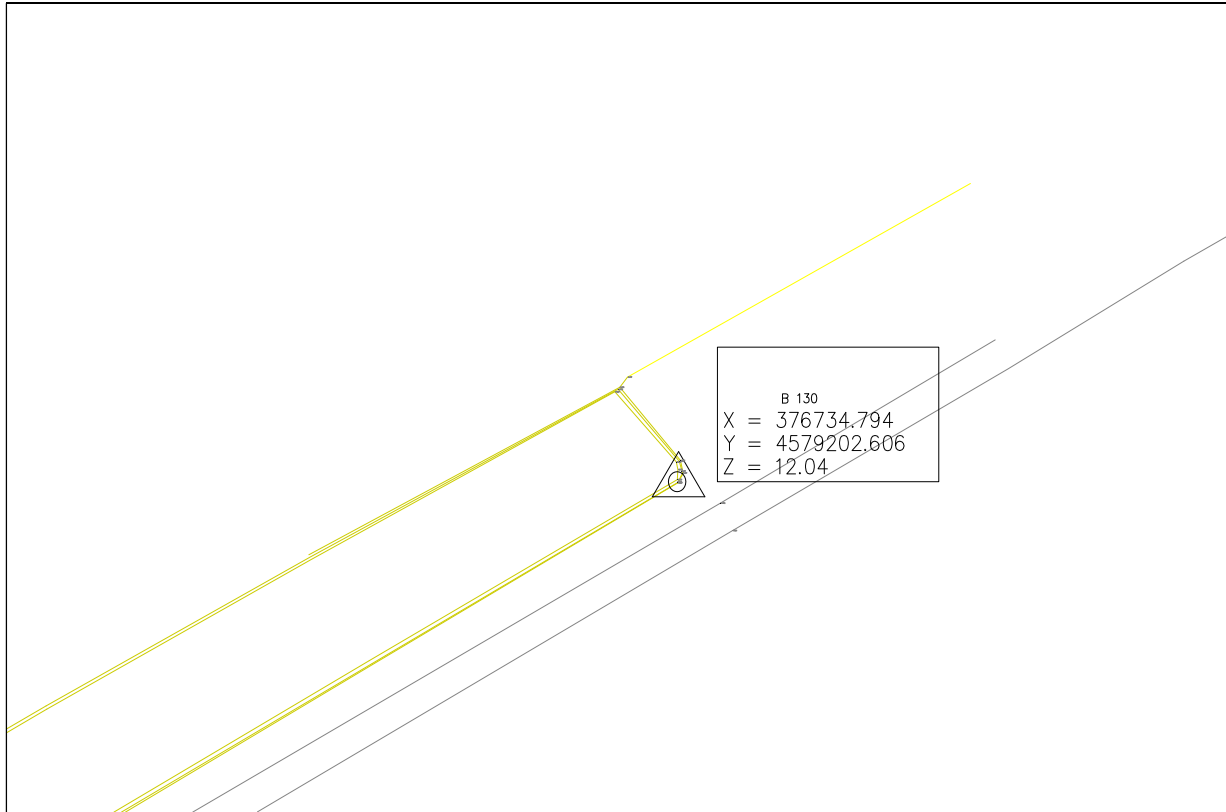 B 130
X = 376734.794
Y = 4579202.606
Z = 12.04